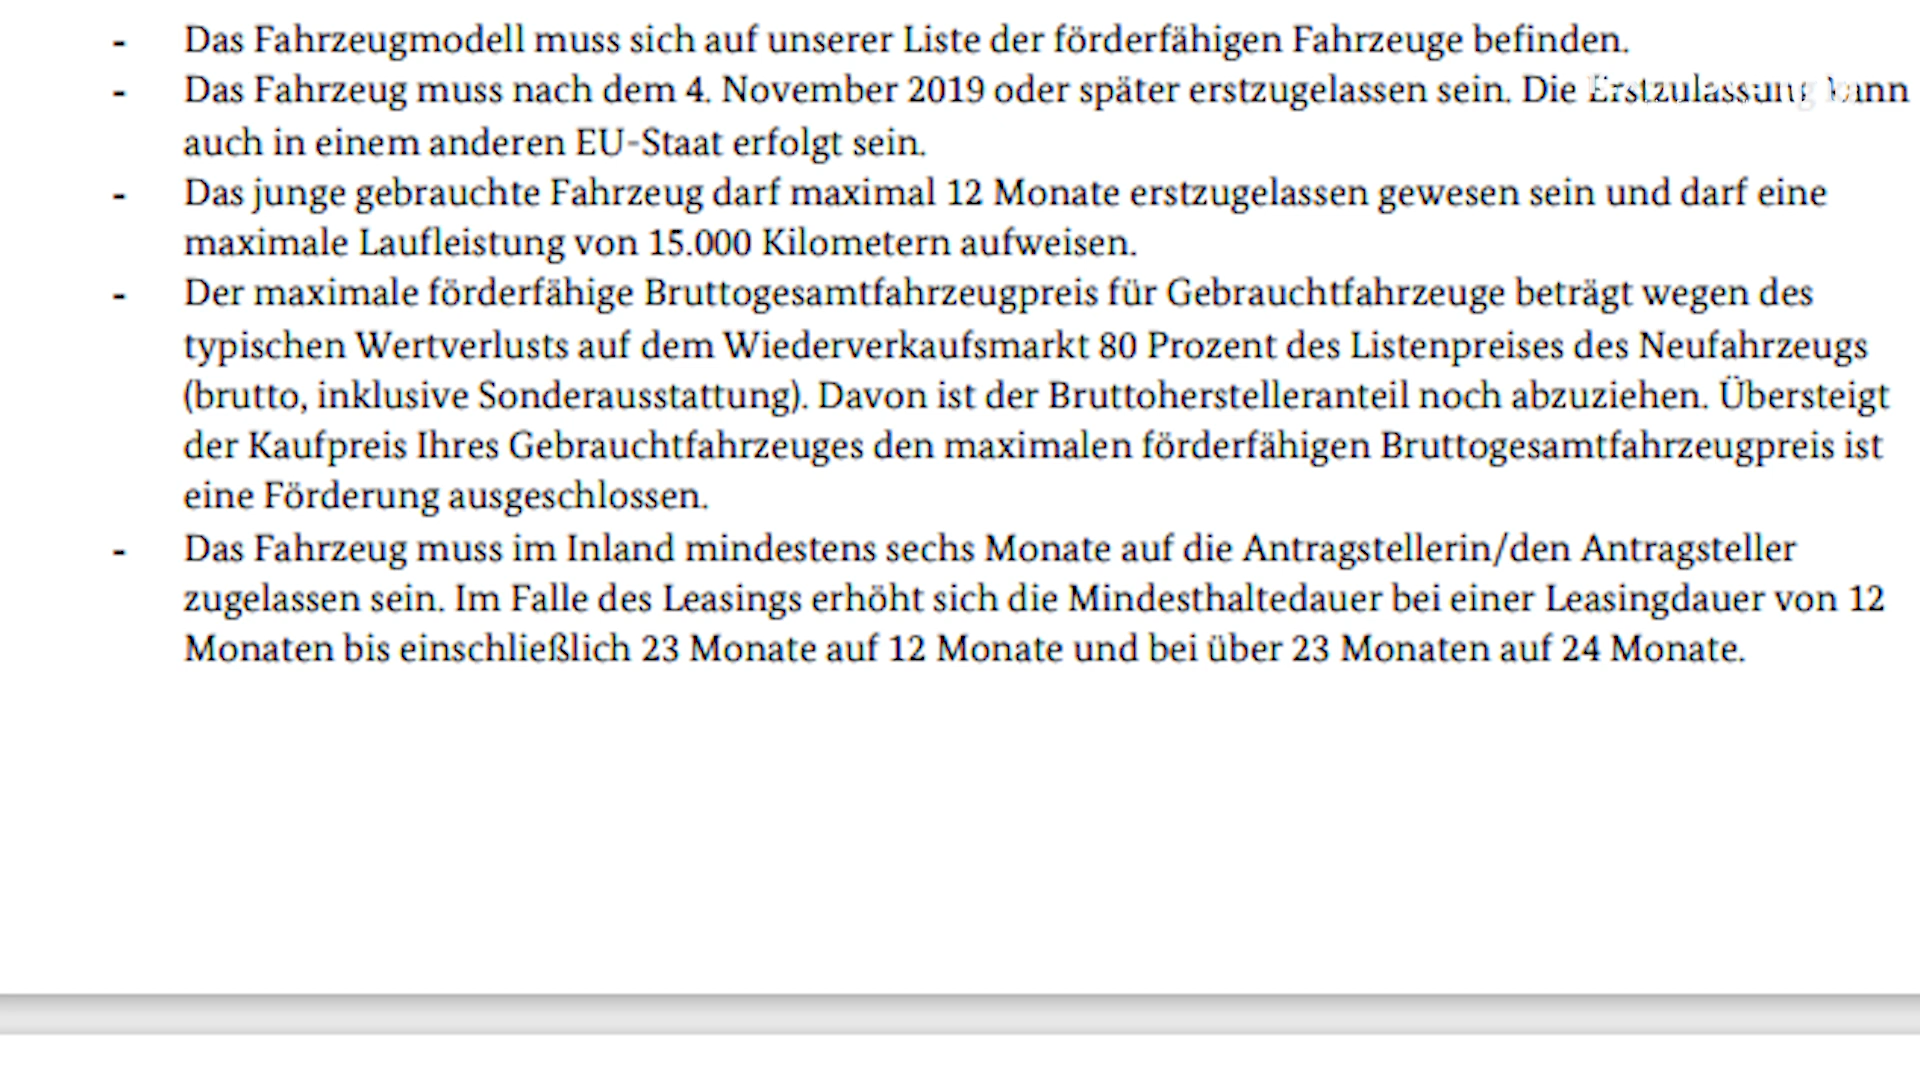 - Das Fahrzeugmodell muss sich auf unserer Liste der förderfähigen Fahrzeuge befinden.
- Das Fahrzeug muss nach dem 4. November 2019 oder später erstzugelassen sein. Die Erstzulassung kann
auch in einem anderen EU-Staat erfolgt sein.
- Das junge gebrauchte Fahrzeug darf maximal 12 Monate erstzugelassen gewesen sein und darf eine
maximale Laufleistung von 15.000 Kilometern aufweisen.
- Der maximale förderfähige Bruttogesamtfahrzeugpreis für Gebrauchtfahrzeuge beträgt wegen des
typischen Wertverlusts auf dem Wiederverkaufsmarkt 80 Prozent des Listenpreises des Neufahrzeugs
(brutto, inklusive Sonderausstattung). Davon ist der Bruttoherstelleranteil noch abzuziehen. Übersteigt
der Kaufpreis Ihres Gebrauchtfahrzeuges den maximalen förderfähigen Bruttogesamtfahrzeugpreis ist
eine Förderung ausgeschlossen.
- Das Fahrzeug muss im Inland mindestens sechs Monate auf die Antragstellerin/den Antragsteller
zugelassen sein. Im Falle des Leasings erhöht sich die Mindesthaltedauer bei einer Leasingdauer von 12
Monaten bis einschließlich 23 Monate auf 12 Monate und bei über 23 Monaten auf 24 Monate.